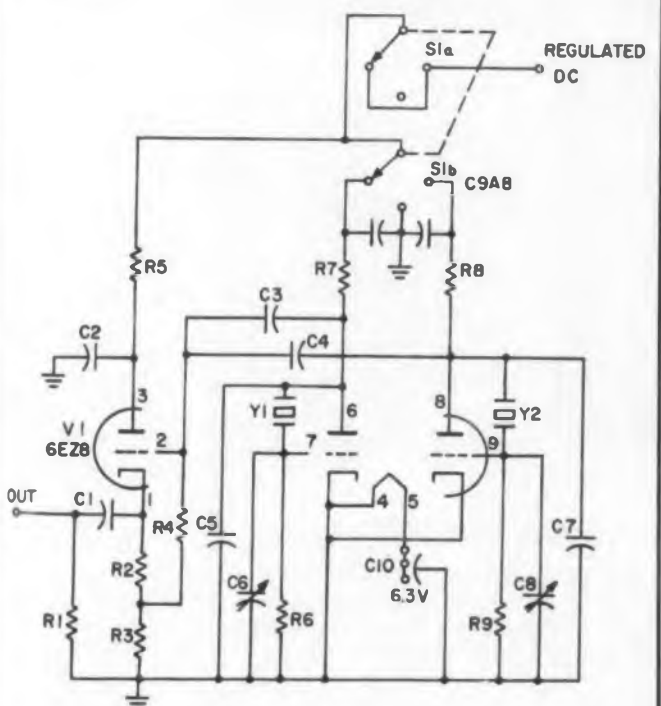 S1a
REGULATED
DC
S1b
C9A8
R5
R7
R8
C3
C2
C4
3
6
8
Y1
Y2
V1
6EZ8
2
7
9
OUT
C1
1
4
5
R4
C5
C7
R2
C6
C10
C8
6.3V
R1
R3
R6
R9